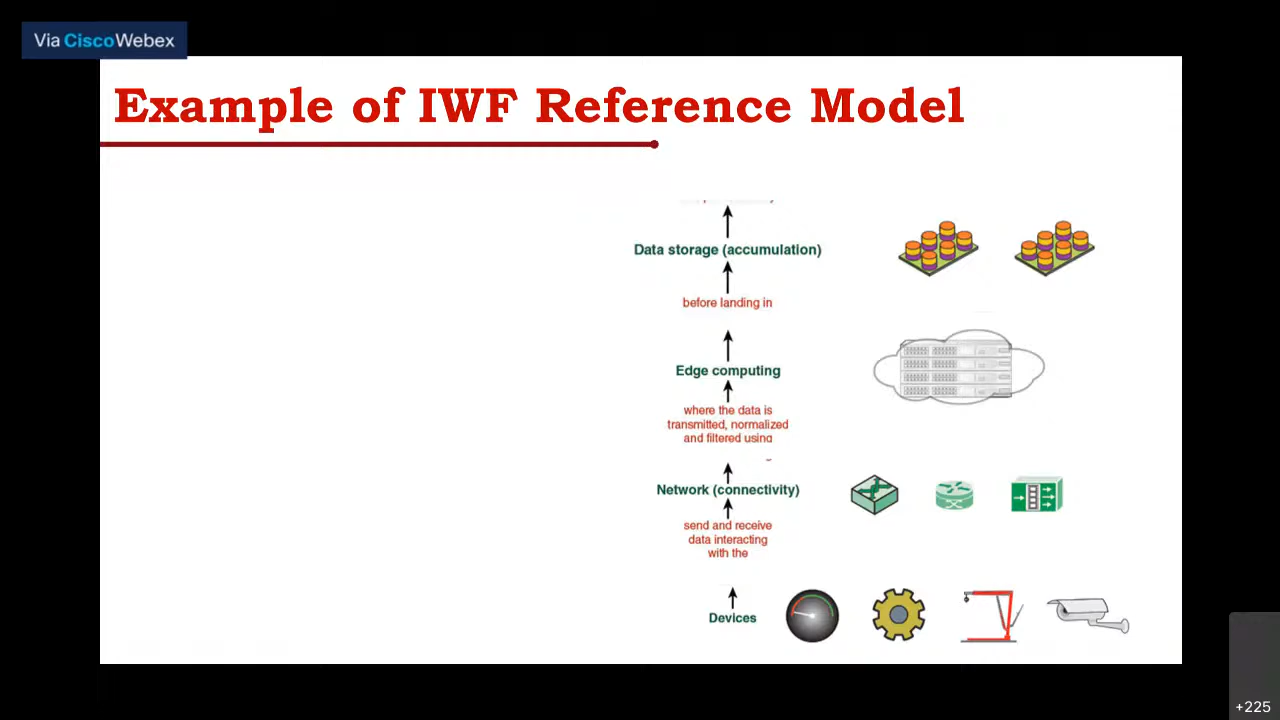 Via CiscoWebex
Example of IWF Reference Model
Data storage (accumulation)
before landing in
Edge computing
where the data is
transmitted, normalized
and filtered using
Network (connectivity)
send and receive
data interacting
with the
Devices
+225